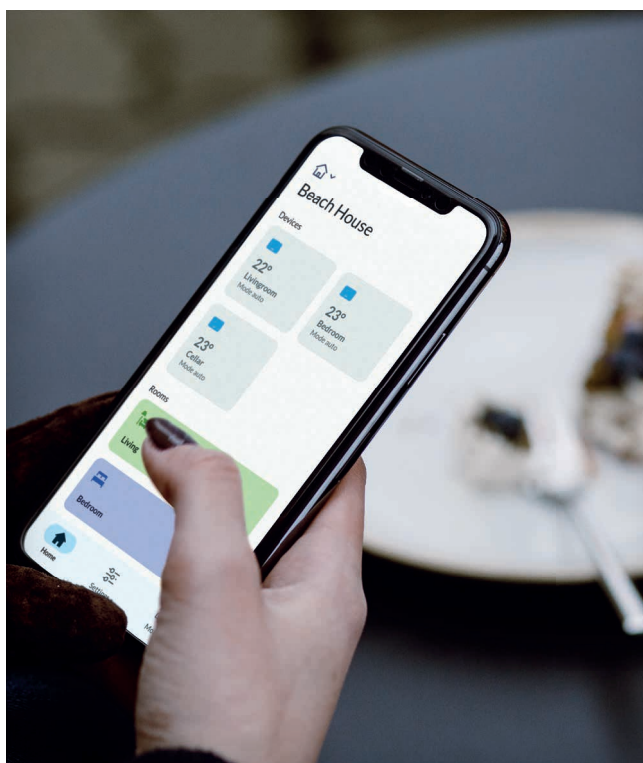 Beach House
Devices
22°
Livingroom
Mode auto
23°
Bedroom
Mode auto
23°
Cellar
Mode auto
Rooms
Living
Bedroom
Home